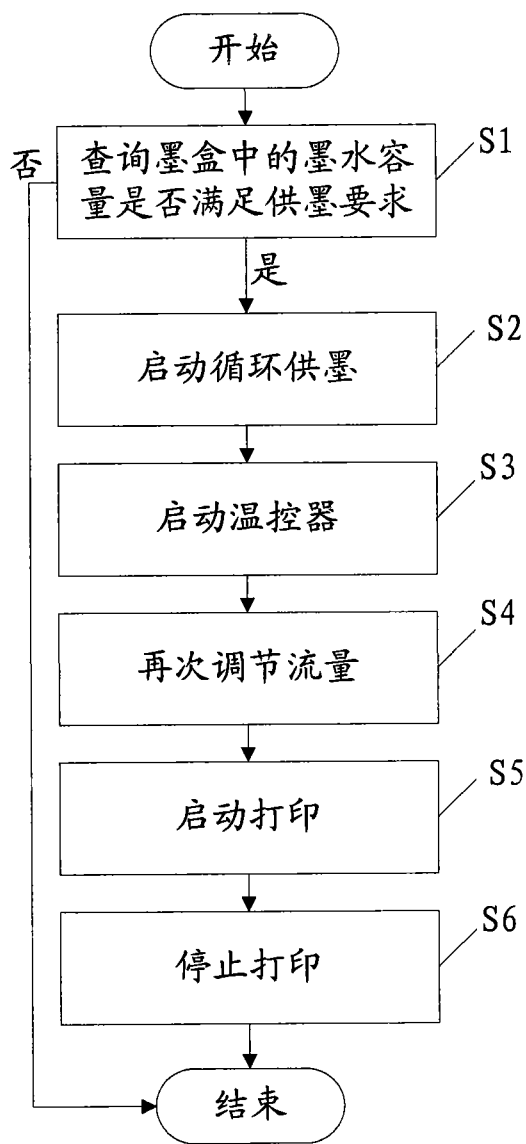 开始
否
查询墨盒中的墨水容
量是否满足供墨要求
S1
是
启动循环供墨
S2
启动温控器
S3
再次调节流量
S4
启动打印
S5
停止打印
S6
结束